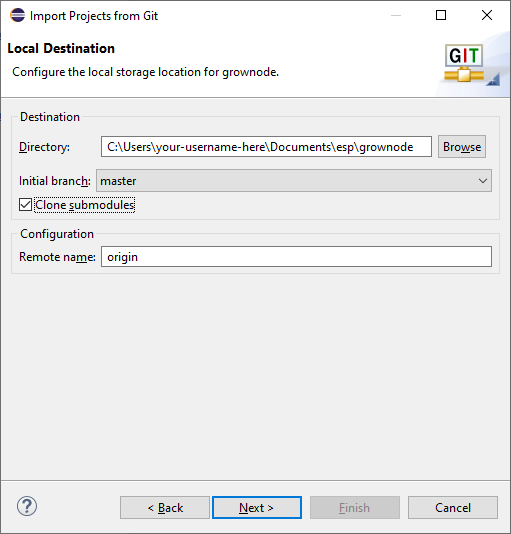 Import Projects from Git
Local Destination
Configure the local storage location for grownode.
GIT
Destination
Directory:
C:\Users\your-username-here\Documents\esp\grownode
Browse
Initial branch:
master
Clone submodules
Configuration
Remote name:
origin
?
< Back
Next >
Finish
Cancel